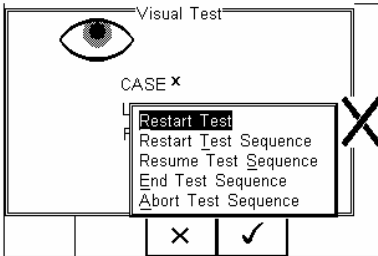 Visual Test
CASE x
Restart Test
Restart Test Sequence
Resume Test Sequence
End Test Sequence
Abort Test Sequence